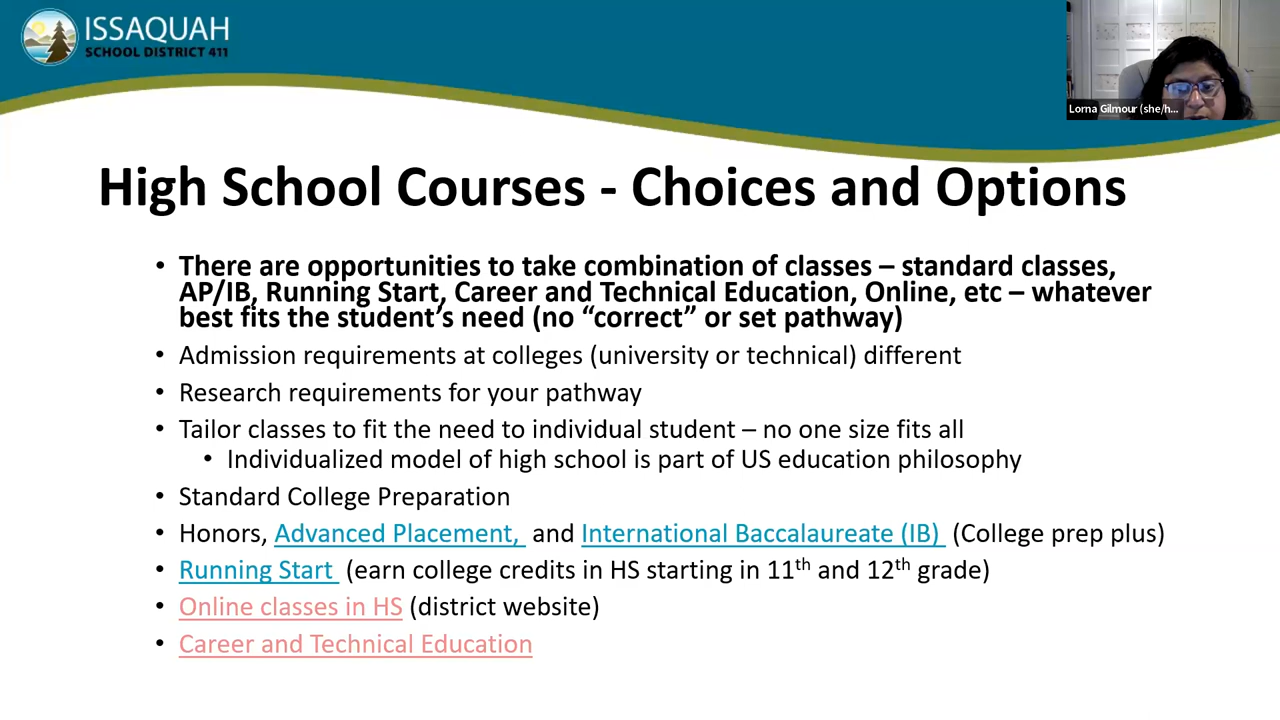 ISSAQUAH
SCHOOL DISTRICT 411
Lorna Gilmour (she/h...
High School Courses - Choices and Options
• There are opportunities to take combination of classes – standard classes,
AP/IB, Running Start, Career and Technical Education, Online, etc – whatever
best fits the student’s need (no “correct” or set pathway)
• Admission requirements at colleges (university or technical) different
• Research requirements for your pathway
• Tailor classes to fit the need to individual student – no one size fits all
• Individualized model of high school is part of US education philosophy
• Standard College Preparation
• Honors, Advanced Placement, and International Baccalaureate (IB) (College prep plus)
• Running Start (earn college credits in HS starting in 11th and 12th grade)
• Online classes in HS (district website)
• Career and Technical Education